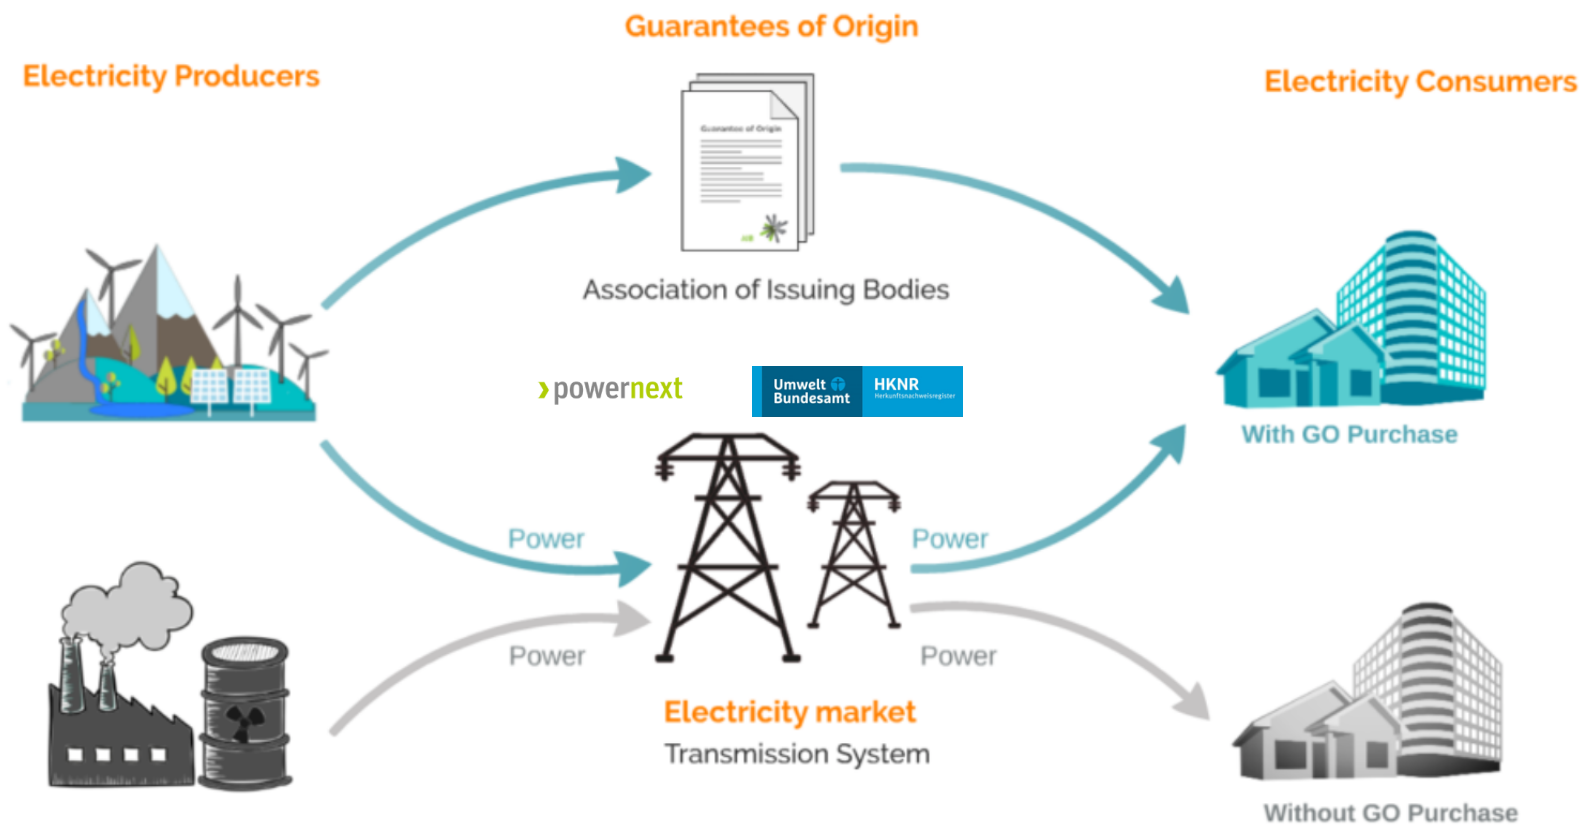 Guarantees of Origin
Electricity Producers
Electricity Consumers
Guarantee of Origin
Association of Issuing Bodies
powernext
Umwelt
Bundesamt
HKNR
Herkunftsnachweisregister
With GO Purchase
Power
Power
Power
Power
Electricity market
Transmission System
Without GO Purchase